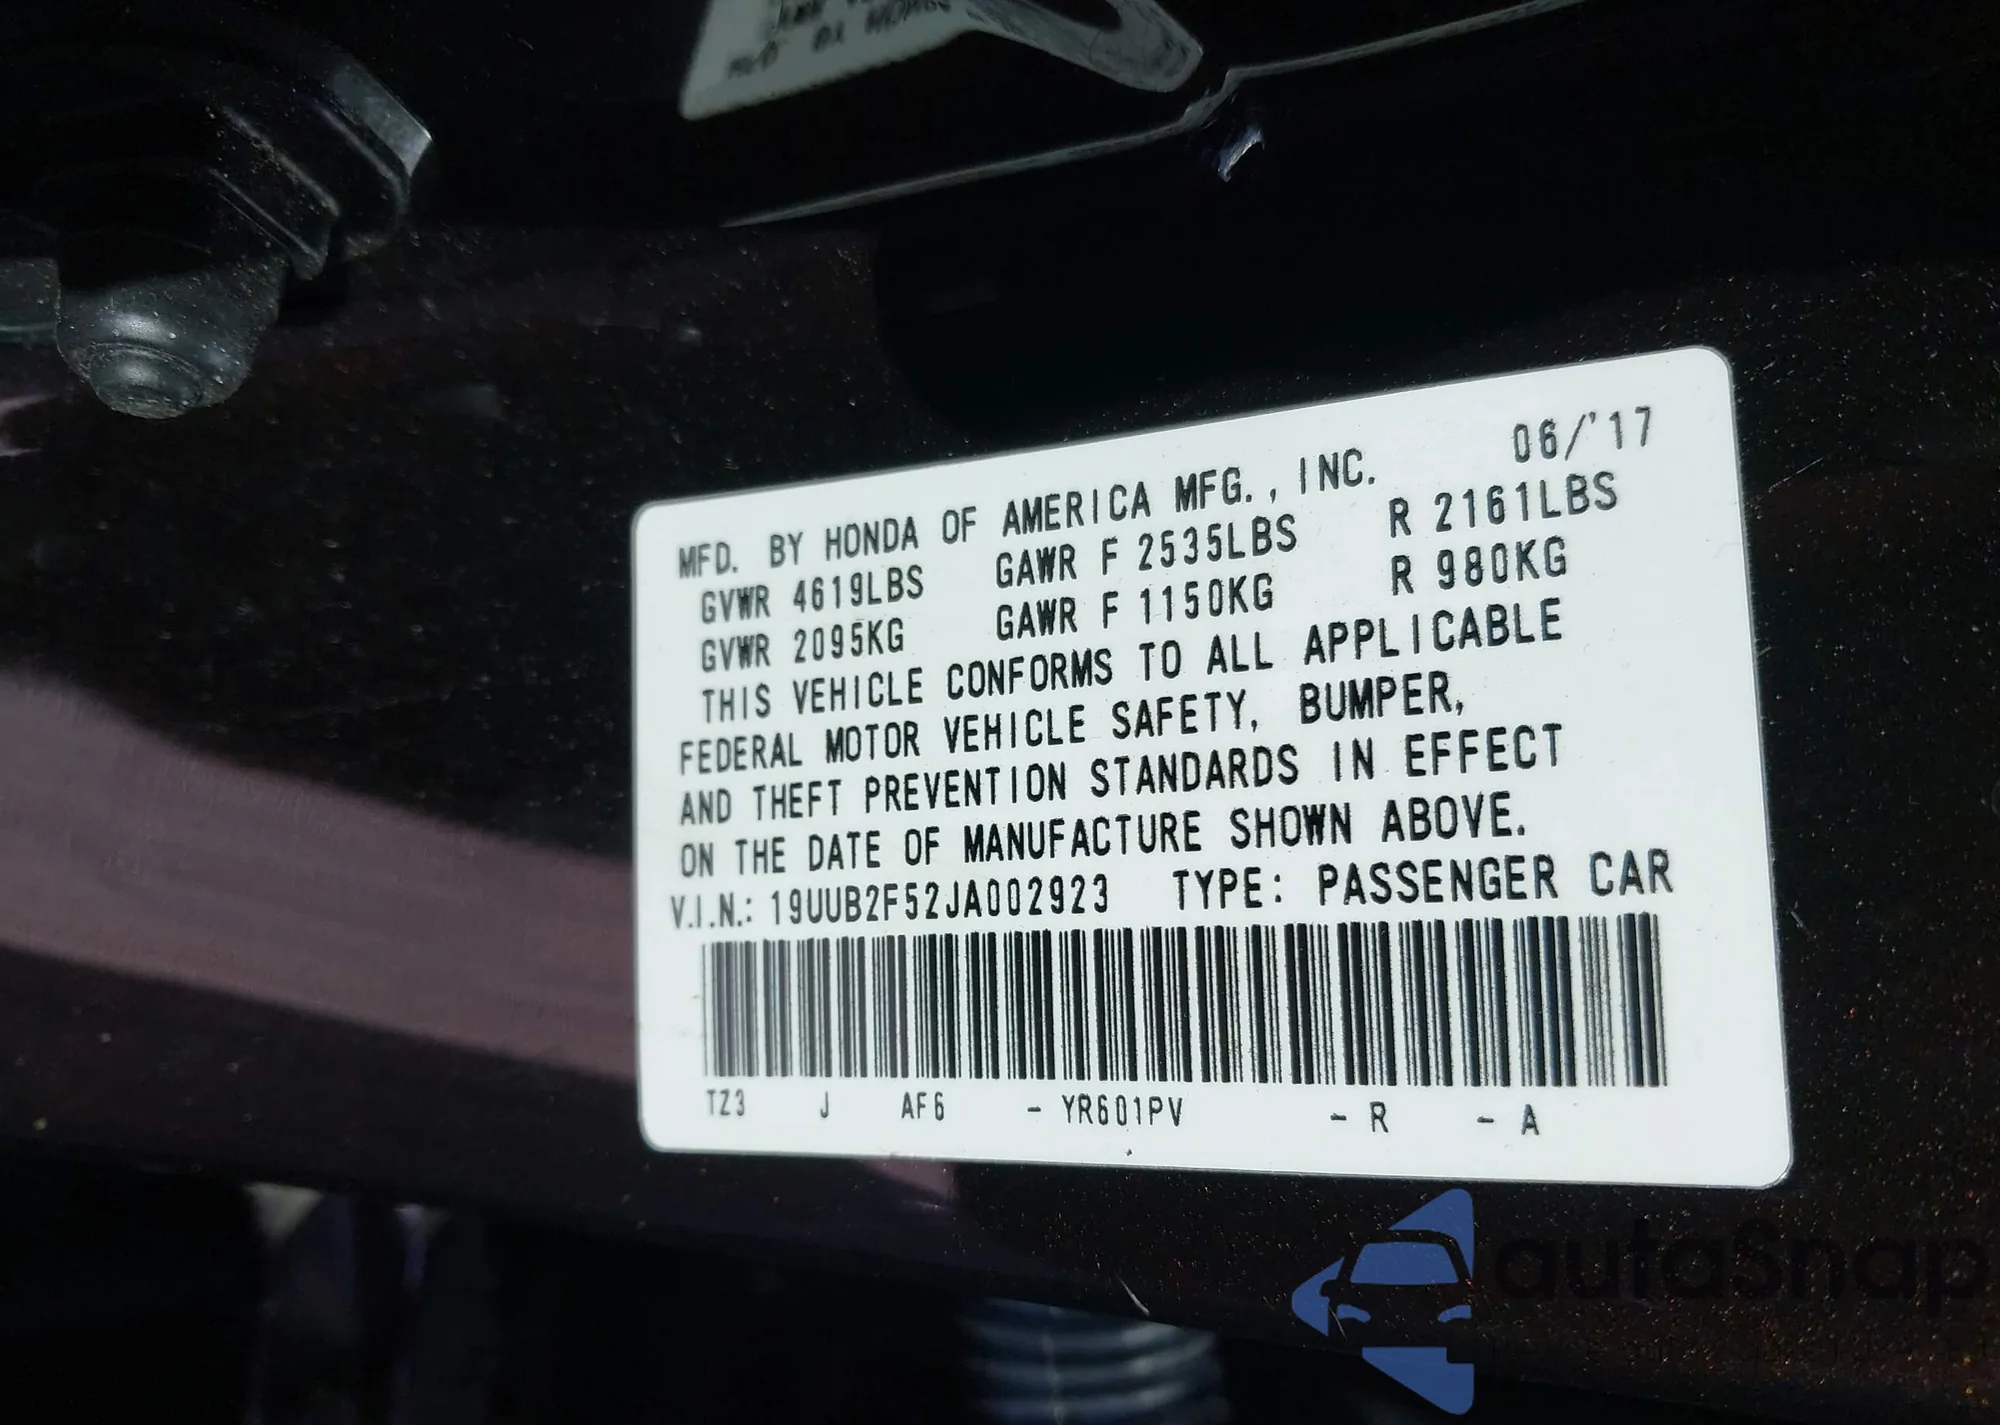 MFD. BY HONDA OF AMERICA MFG., INC. 06/'17
GVWR 4619LBS GAWR F 2535LBS R 2161LBS
GVWR 2095KG GAWR F 1150KG R 980KG
THIS VEHICLE CONFORMS TO ALL APPLICABLE
FEDERAL MOTOR VEHICLE SAFETY, BUMPER,
AND THEFT PREVENTION STANDARDS IN EFFECT
ON THE DATE OF MANUFACTURE SHOWN ABOVE.
V.I.N.: 19UUB2F52JA002923 TYPE: PASSENGER CAR
TZ3 J AF6 - YR601PV - R - A
autaSnap